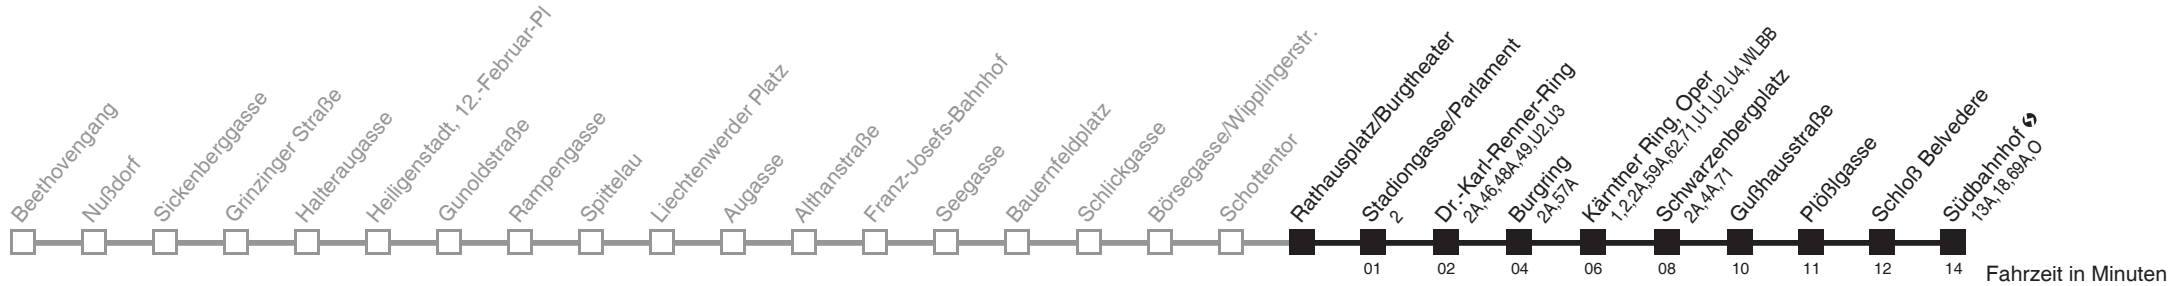 Beethovengang
Nußdorf
Sickenberggasse
Grinzinger Straße
Halteraugasse
Heiligenstadt, 12.-Februar-Pl
Gunoldstraße
Rampengasse
Spittelau
Liechtenwerder Platz
Augasse
Althanstraße
Franz-Josefs-Bahnhof
Seegasse
Bauernfeldplatz
Schlickgasse
Börsegasse/Wipplingerstr.
Schottentor
Rathausplatz/Burgtheater
Stadiongasse/Parlament
2
Dr.-Karl-Renner-Ring
2A,46,48A,49,U2,U3
Burgring
2A,57A
Kärntner Ring, Oper
1,2,2A,59A,62,71,U1,U2,U4,WLBB
Schwarzenbergplatz
2A,4A,71
Gußhausstraße
Plößlgasse
Schloß Belvedere
Südbahnhof
13A,18,69A,O
01 02 04 06 08 10 11 12 14
Fahrzeit in Minuten